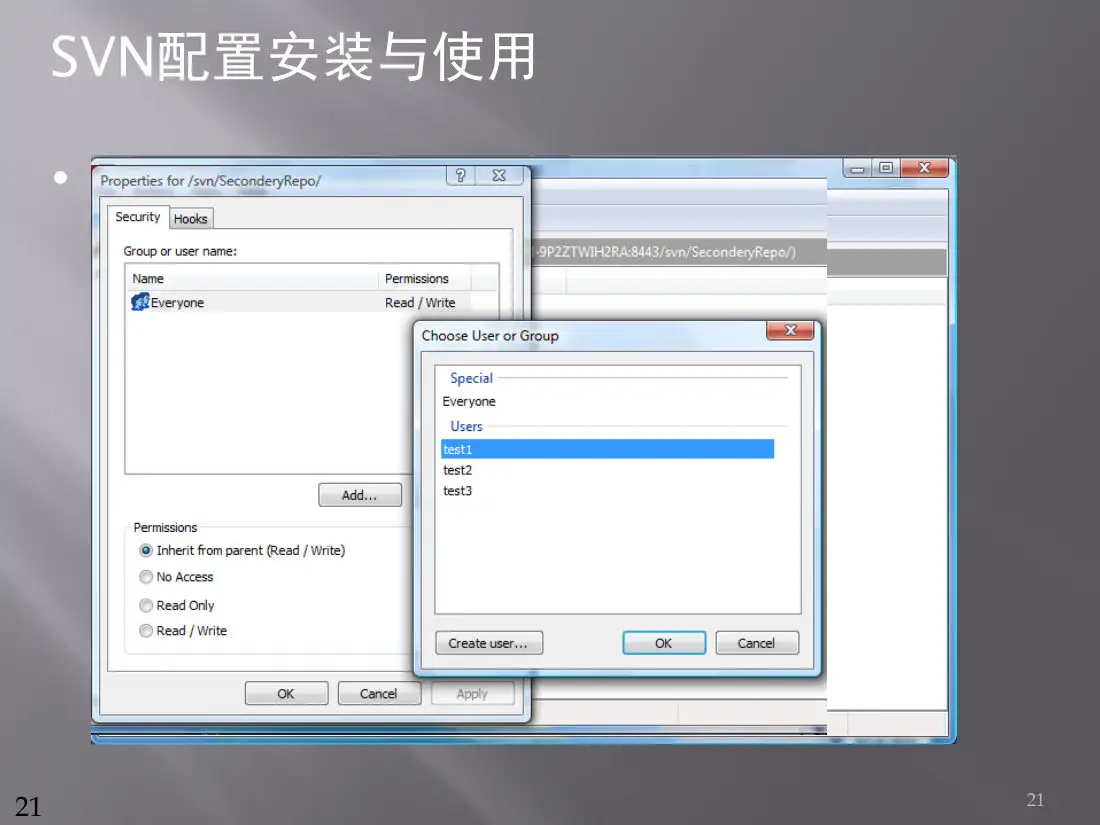 SVN配置安装与使用
Properties for /svn/SeconderyRepo/
Security
Hooks
Group or user name:
Name
Permissions
Everyone
Read / Write
Add...
Permissions
Inherit from parent (Read / Write)
No Access
Read Only
Read / Write
OK
Cancel
Apply
-9P2ZTWIH2RA:8443/svn/SeconderyRepo/)
Choose User or Group
Special
Everyone
Users
test1
test2
test3
Create user...
OK
Cancel
21
21